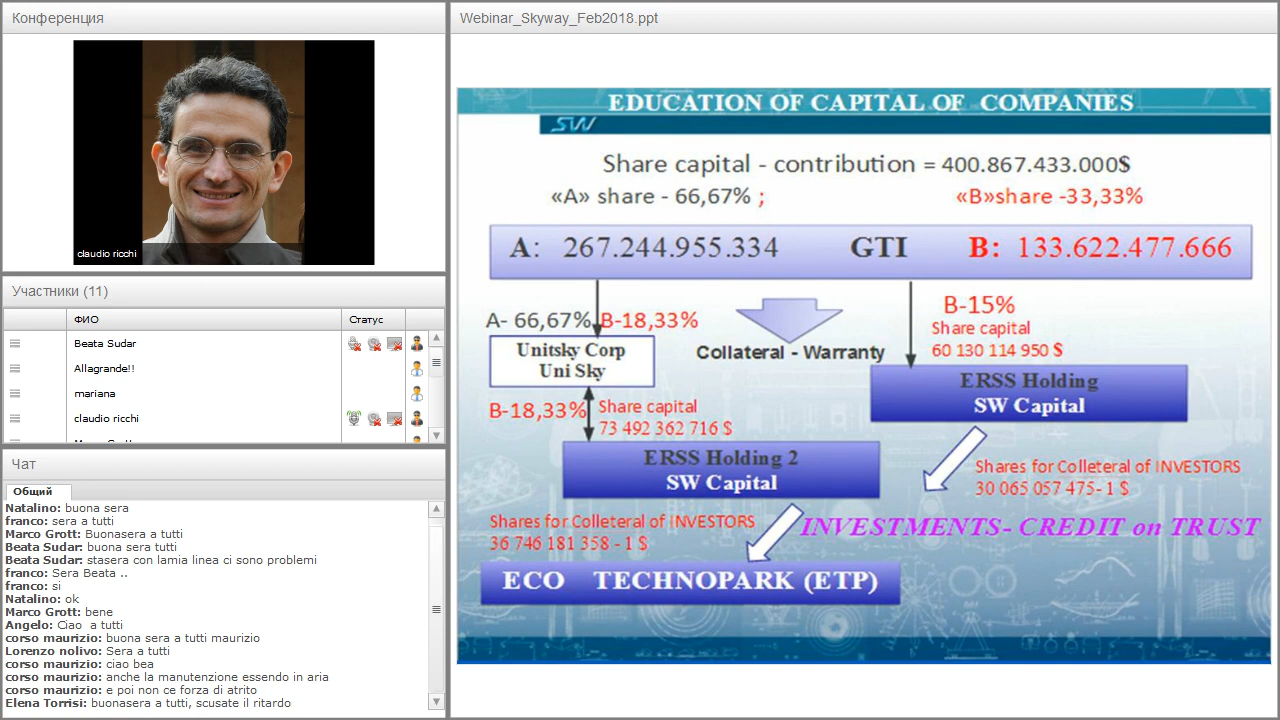 Конференция
claudio ricchi
Участники (11)
ФИО Статус
Beata Sudar
Allagrande!!
mariana
claudio ricchi
Чат
Общий
Natalino: buona sera
franco: sera a tutti
Marco Grott: Buonasera a tutti
Beata Sudar: buona sera tutti
Beata Sudar: stasera con lamia linea ci sono problemi
franco: Sera Beata ..
franco: si
Natalino: ok
Marco Grott: bene
Angelo: Ciao a tutti
corso maurizio: buona sera a tutti maurizio
Lorenzo nolivo: Sera a tutti
corso maurizio: ciao bea
corso maurizio: anche la manutenzione essendo in aria
corso maurizio: e poi non ce forza di atrito
Elena Torrisi: buonasera a tutti, scusate il ritardo
Webinar_Skyway_Feb2018.ppt
EDUCATION OF CAPITAL OF COMPANIES
SW
Share capital - contribution = 400.867.433.000$
«A» share - 66,67% ; «B»share -33,33%
A: 267.244.955.334 GTI B: 133.622.477.666
A- 66,67% B-18,33%
B-15%
Share capital
60 130 114 950 $
Unitsky Corp
Uni Sky
Collateral - Warranty
ERSS Holding
SW Capital
B-18,33%
Share capital
73 492 362 716 $
ERSS Holding 2
SW Capital
Shares for Colleteral of INVESTORS
30 065 057 475- 1 $
Shares for Colleteral of INVESTORS
36 746 181 358 - 1 $
INVESTMENTS- CREDIT on TRUST
ECO TECHNOPARK (ETP)